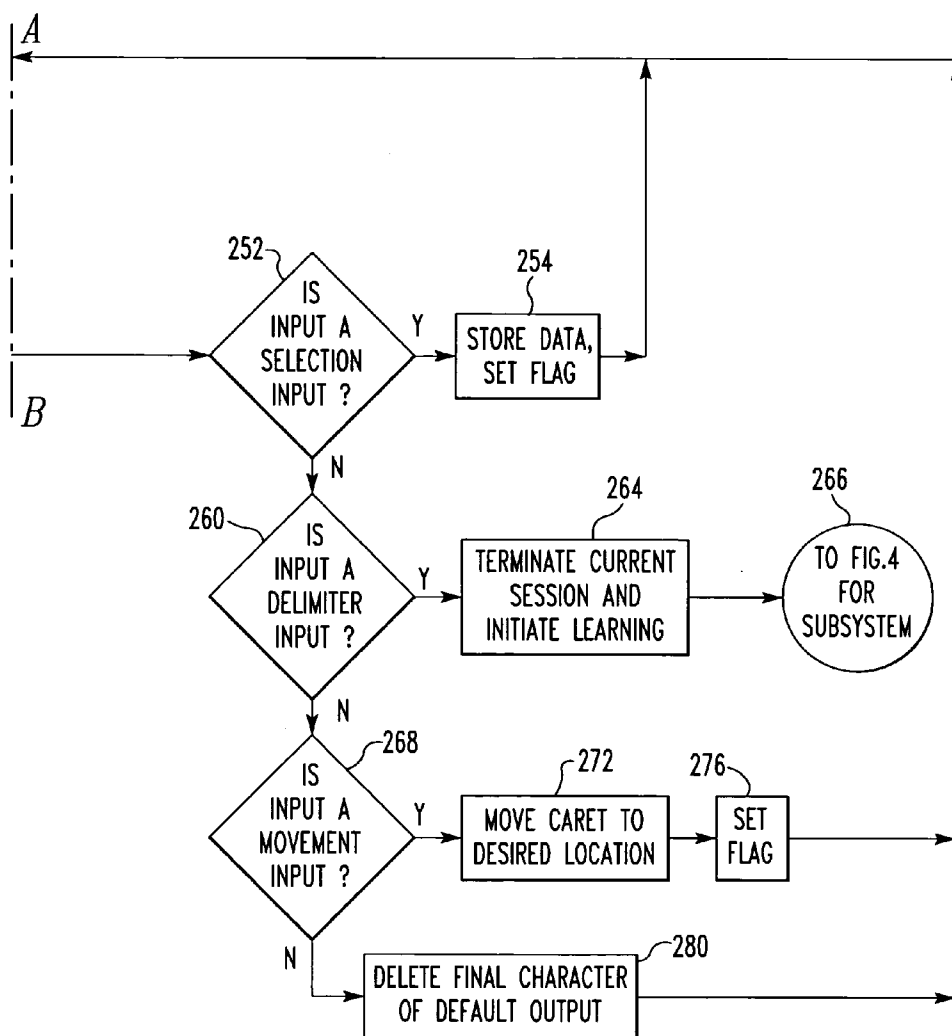 A
B
252
IS
INPUT A
SELECTION
INPUT ?
Y
254
STORE DATA,
SET FLAG
N
260
IS
INPUT A
DELIMITER
INPUT ?
Y
264
TERMINATE CURRENT
SESSION AND
INITIATE LEARNING
266
TO FIG.4
FOR
SUBSYSTEM
N
268
IS
INPUT A
MOVEMENT
INPUT ?
Y
272
MOVE CARET TO
DESIRED LOCATION
276
SET
FLAG
N
280
DELETE FINAL CHARACTER
OF DEFAULT OUTPUT